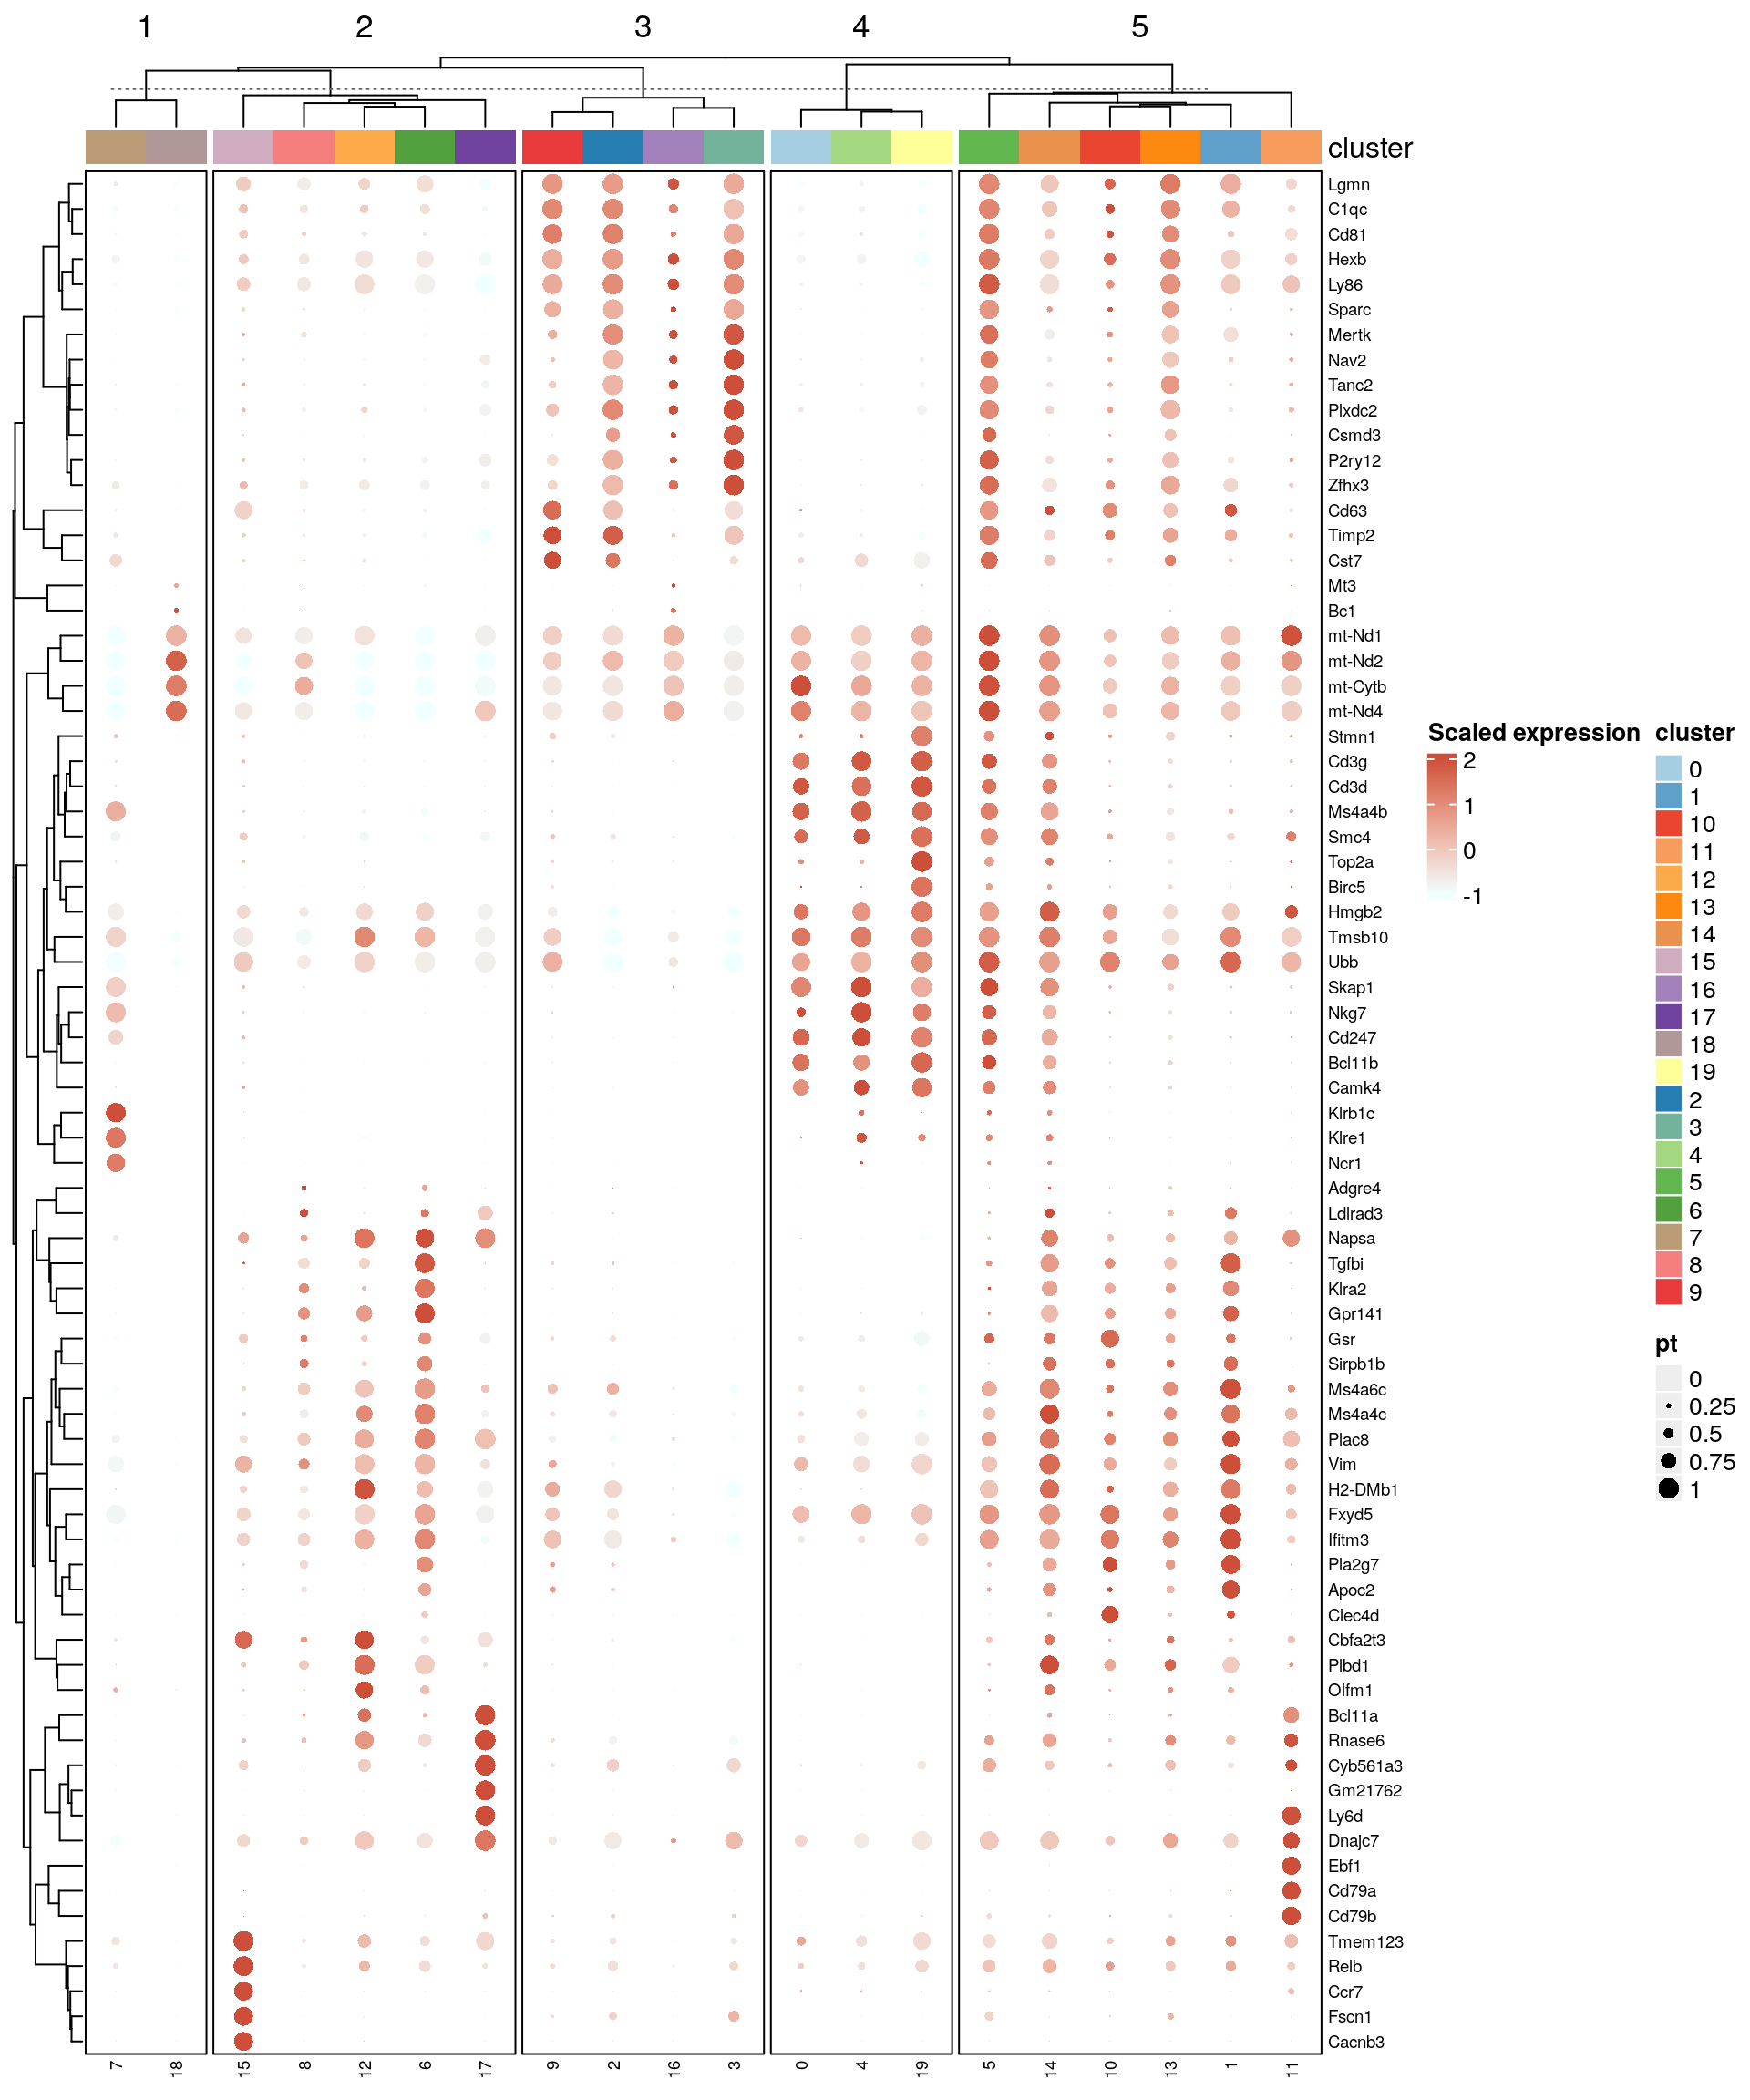 1 2 3 4 5
cluster
Lgmn
C1qc
Cd81
Hexb
Ly86
Sparc
Mertk
Nav2
Tanc2
Plxdc2
Csmd3
P2ry12
Zfhx3
Cd63
Timp2
Cst7
Mt3
Bc1
mt-Nd1
mt-Nd2
mt-Cytb
mt-Nd4
Stmn1
Cd3g
Cd3d
Ms4a4b
Smc4
Top2a
Birc5
Hmgb2
Tmsb10
Ubb
Skap1
Nkg7
Cd247
Bcl11b
Camk4
Klrb1c
Klre1
Ncr1
Adgre4
Ldlrad3
Napsa
Tgfbi
Klra2
Gpr141
Gsr
Sirpb1b
Ms4a6c
Ms4a4c
Plac8
Vim
H2-DMb1
Fxyd5
Ifitm3
Pla2g7
Apoc2
Clec4d
Cbfa2t3
Plbd1
Olfm1
Bcl11a
Rnase6
Cyb561a3
Gm21762
Ly6d
Dnajc7
Ebf1
Cd79a
Cd79b
Tmem123
Relb
Ccr7
Fscn1
Cacnb3
7 18 15 8 12 6 17 9 2 16 3 0 4 19 5 14 10 13 1 11
Scaled expression
2
1
0
-1
cluster
0
1
10
11
12
13
14
15
16
17
18
19
2
3
4
5
6
7
8
9
pt
0
0.25
0.5
0.75
1